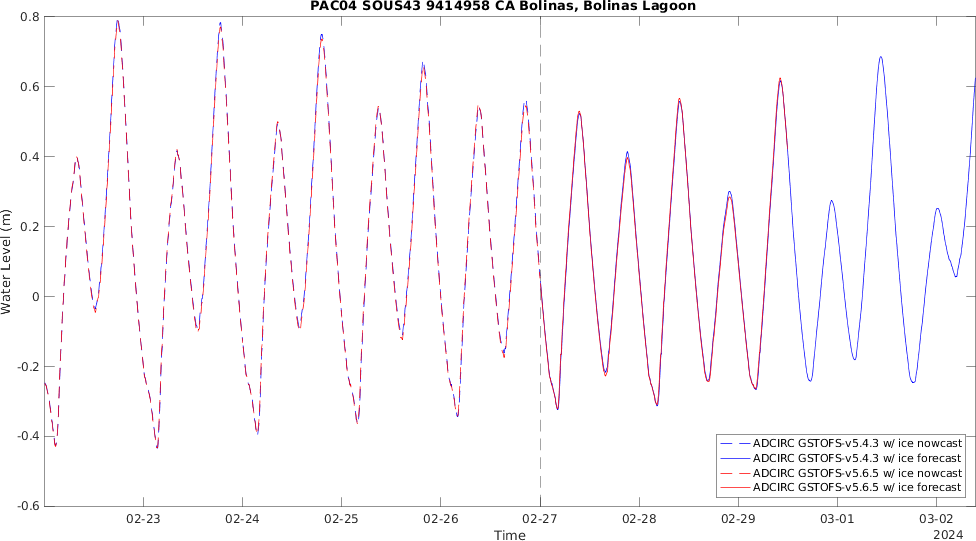 PAC04 SOUS43 9414958 CA Bolinas, Bolinas Lagoon
0.8
0.6
0.4
0.2
0
-0.2
-0.4
-0.6
Water Level (m)
ADCIRC GSTOFS-v5.4.3 w/ ice nowcast
ADCIRC GSTOFS-v5.4.3 w/ ice forecast
ADCIRC GSTOFS-v5.6.5 w/ ice nowcast
ADCIRC GSTOFS-v5.6.5 w/ ice forecast
02-23 02-24 02-25 02-26 02-27 02-28 02-29 03-01 03-02
Time
2024